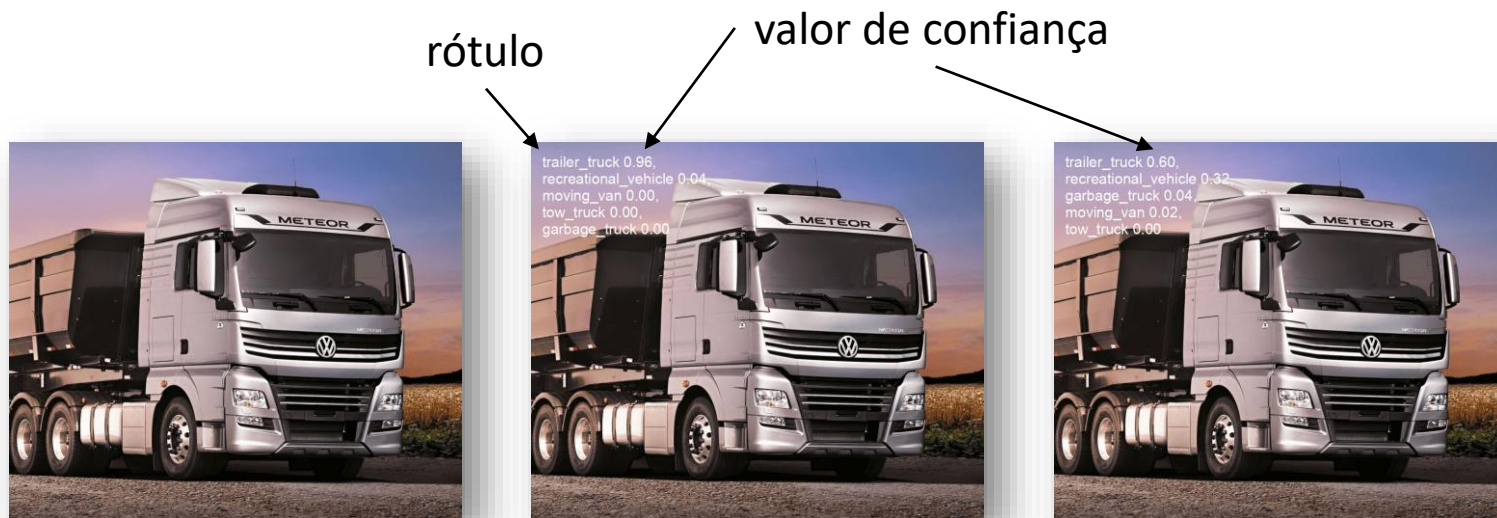 rótulo
valor de confiança
METEOR
trailer_truck 0.96,
recreational_vehicle 0.04,
moving_van 0.00,
tow_truck 0.00,
garbage_truck 0.00
METEOR
trailer_truck 0.60,
recreational_vehicle 0.32,
garbage_truck 0.04,
moving_van 0.02,
tow_truck 0.00
METEOR